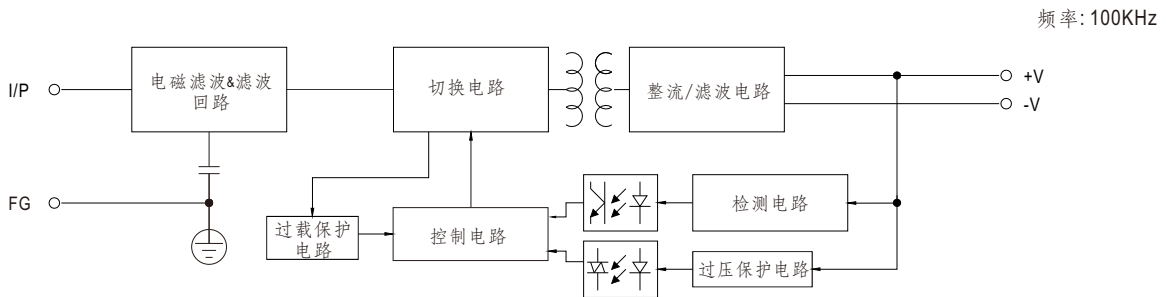 频率: 100KHz
I/P
电磁滤波&滤波
回路
切换电路
整流/滤波电路
+V
-V
FG
过载保护
电路
控制电路
检测电路
过压保护电路